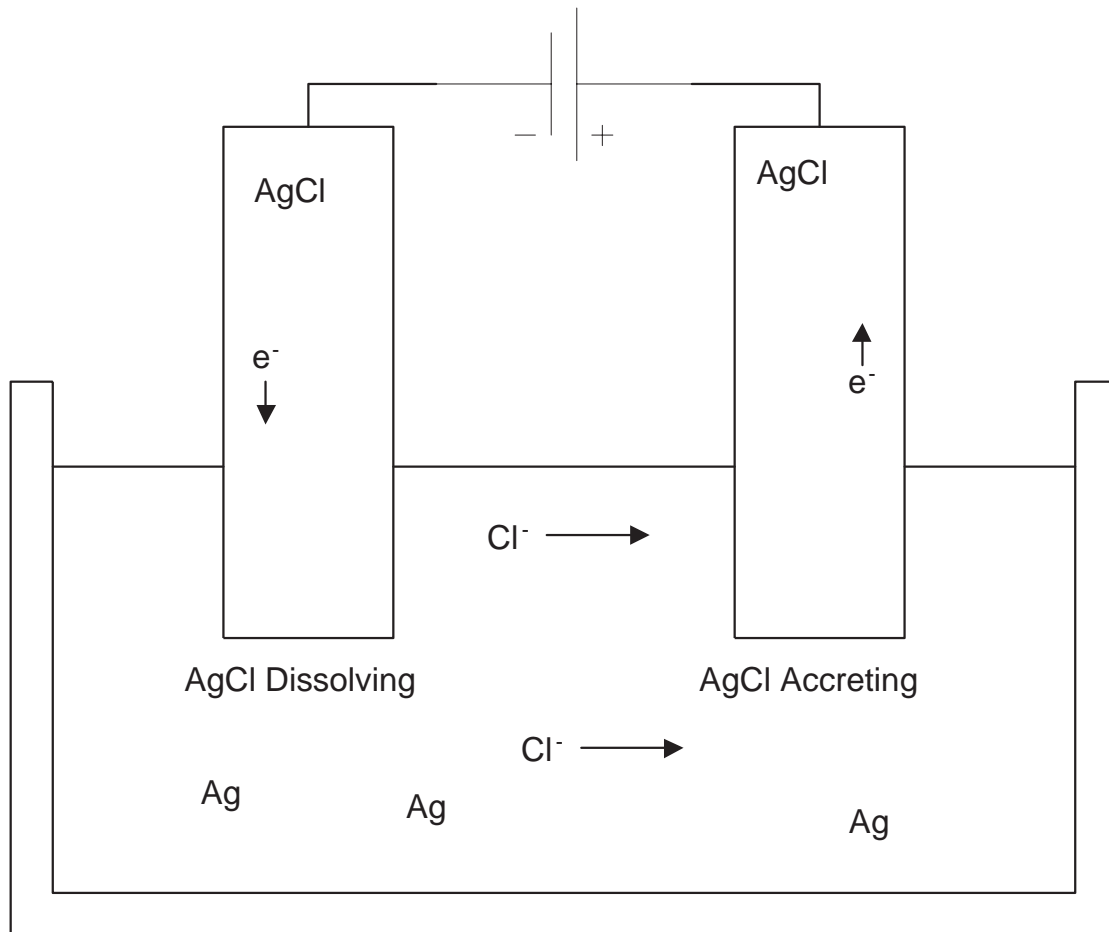 − +
AgCl
AgCl
e⁻
e⁻
Cl⁻
AgCl Dissolving
AgCl Accreting
Cl⁻
Ag
Ag
Ag